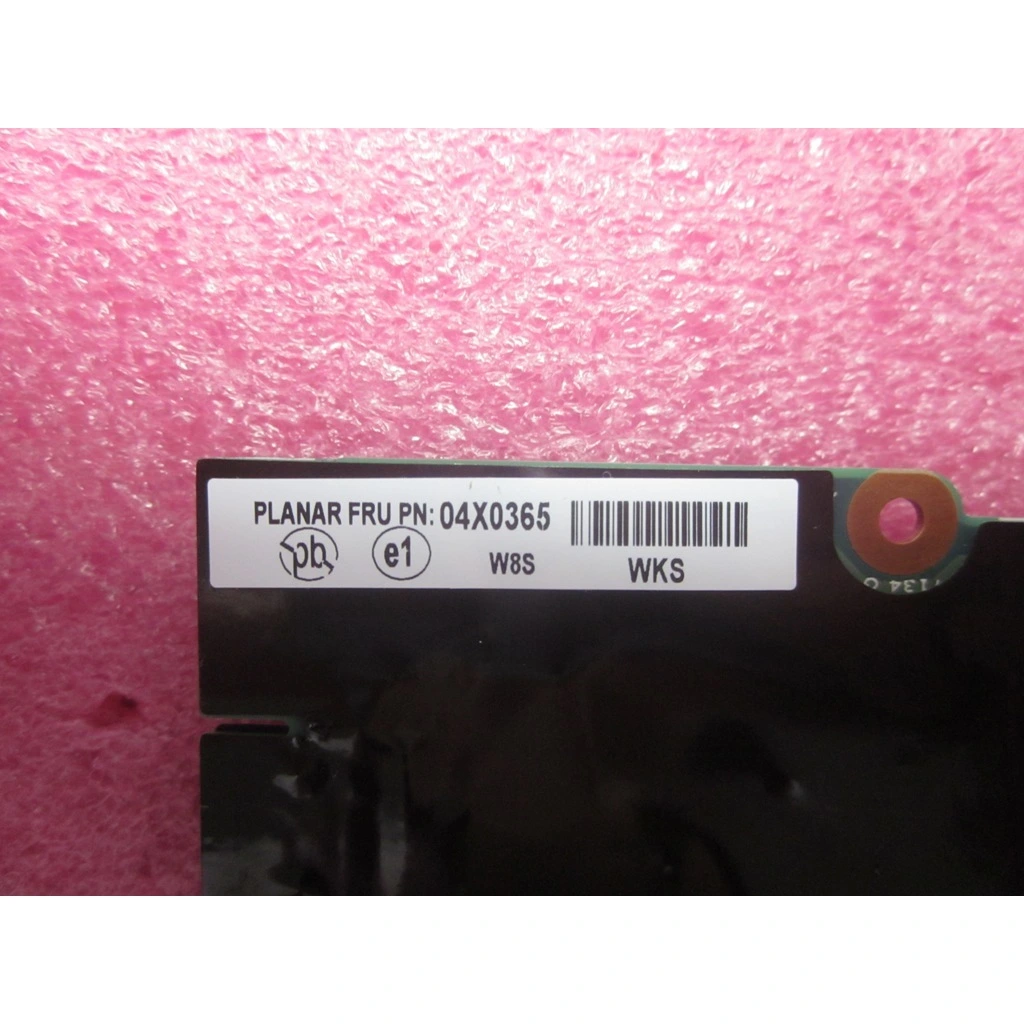 PLANAR FRU PN: 04X0365
pb e1 W8S WKS